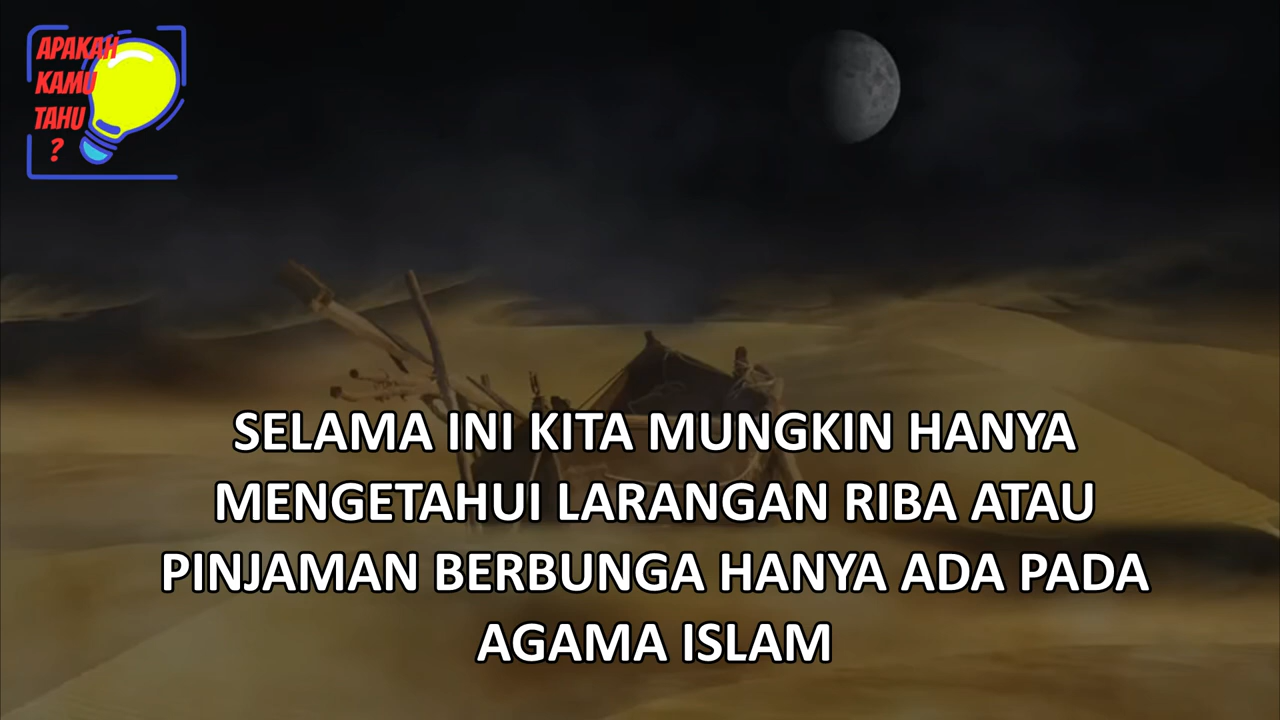 APAKAH
KAMU
TAHU
?
SELAMA INI KITA MUNGKIN HANYA
MENGETAHUI LARANGAN RIBA ATAU
PINJAMAN BERBUNGA HANYA ADA PADA
AGAMA ISLAM